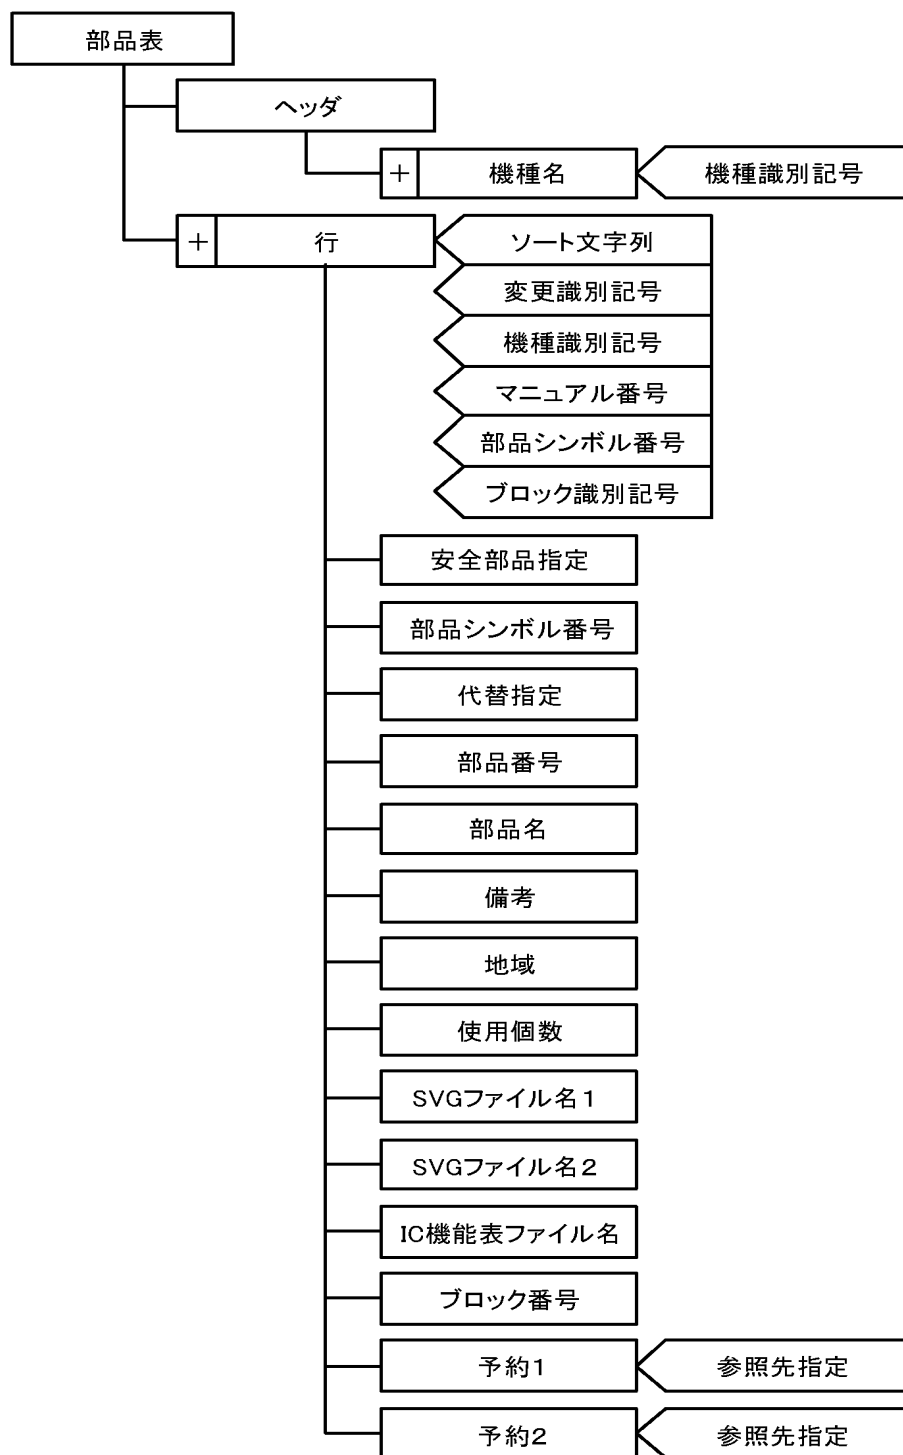 部品表
ヘッダ
+ 機種名 機種識別記号
+ 行 ソート文字列
変更識別記号
機種識別記号
マニュアル番号
部品シンボル番号
ブロック識別記号
安全部品指定
部品シンボル番号
代替指定
部品番号
部品名
備考
地域
使用個数
SVGファイル名1
SVGファイル名2
IC機能表ファイル名
ブロック番号
予約1 参照先指定
予約2 参照先指定